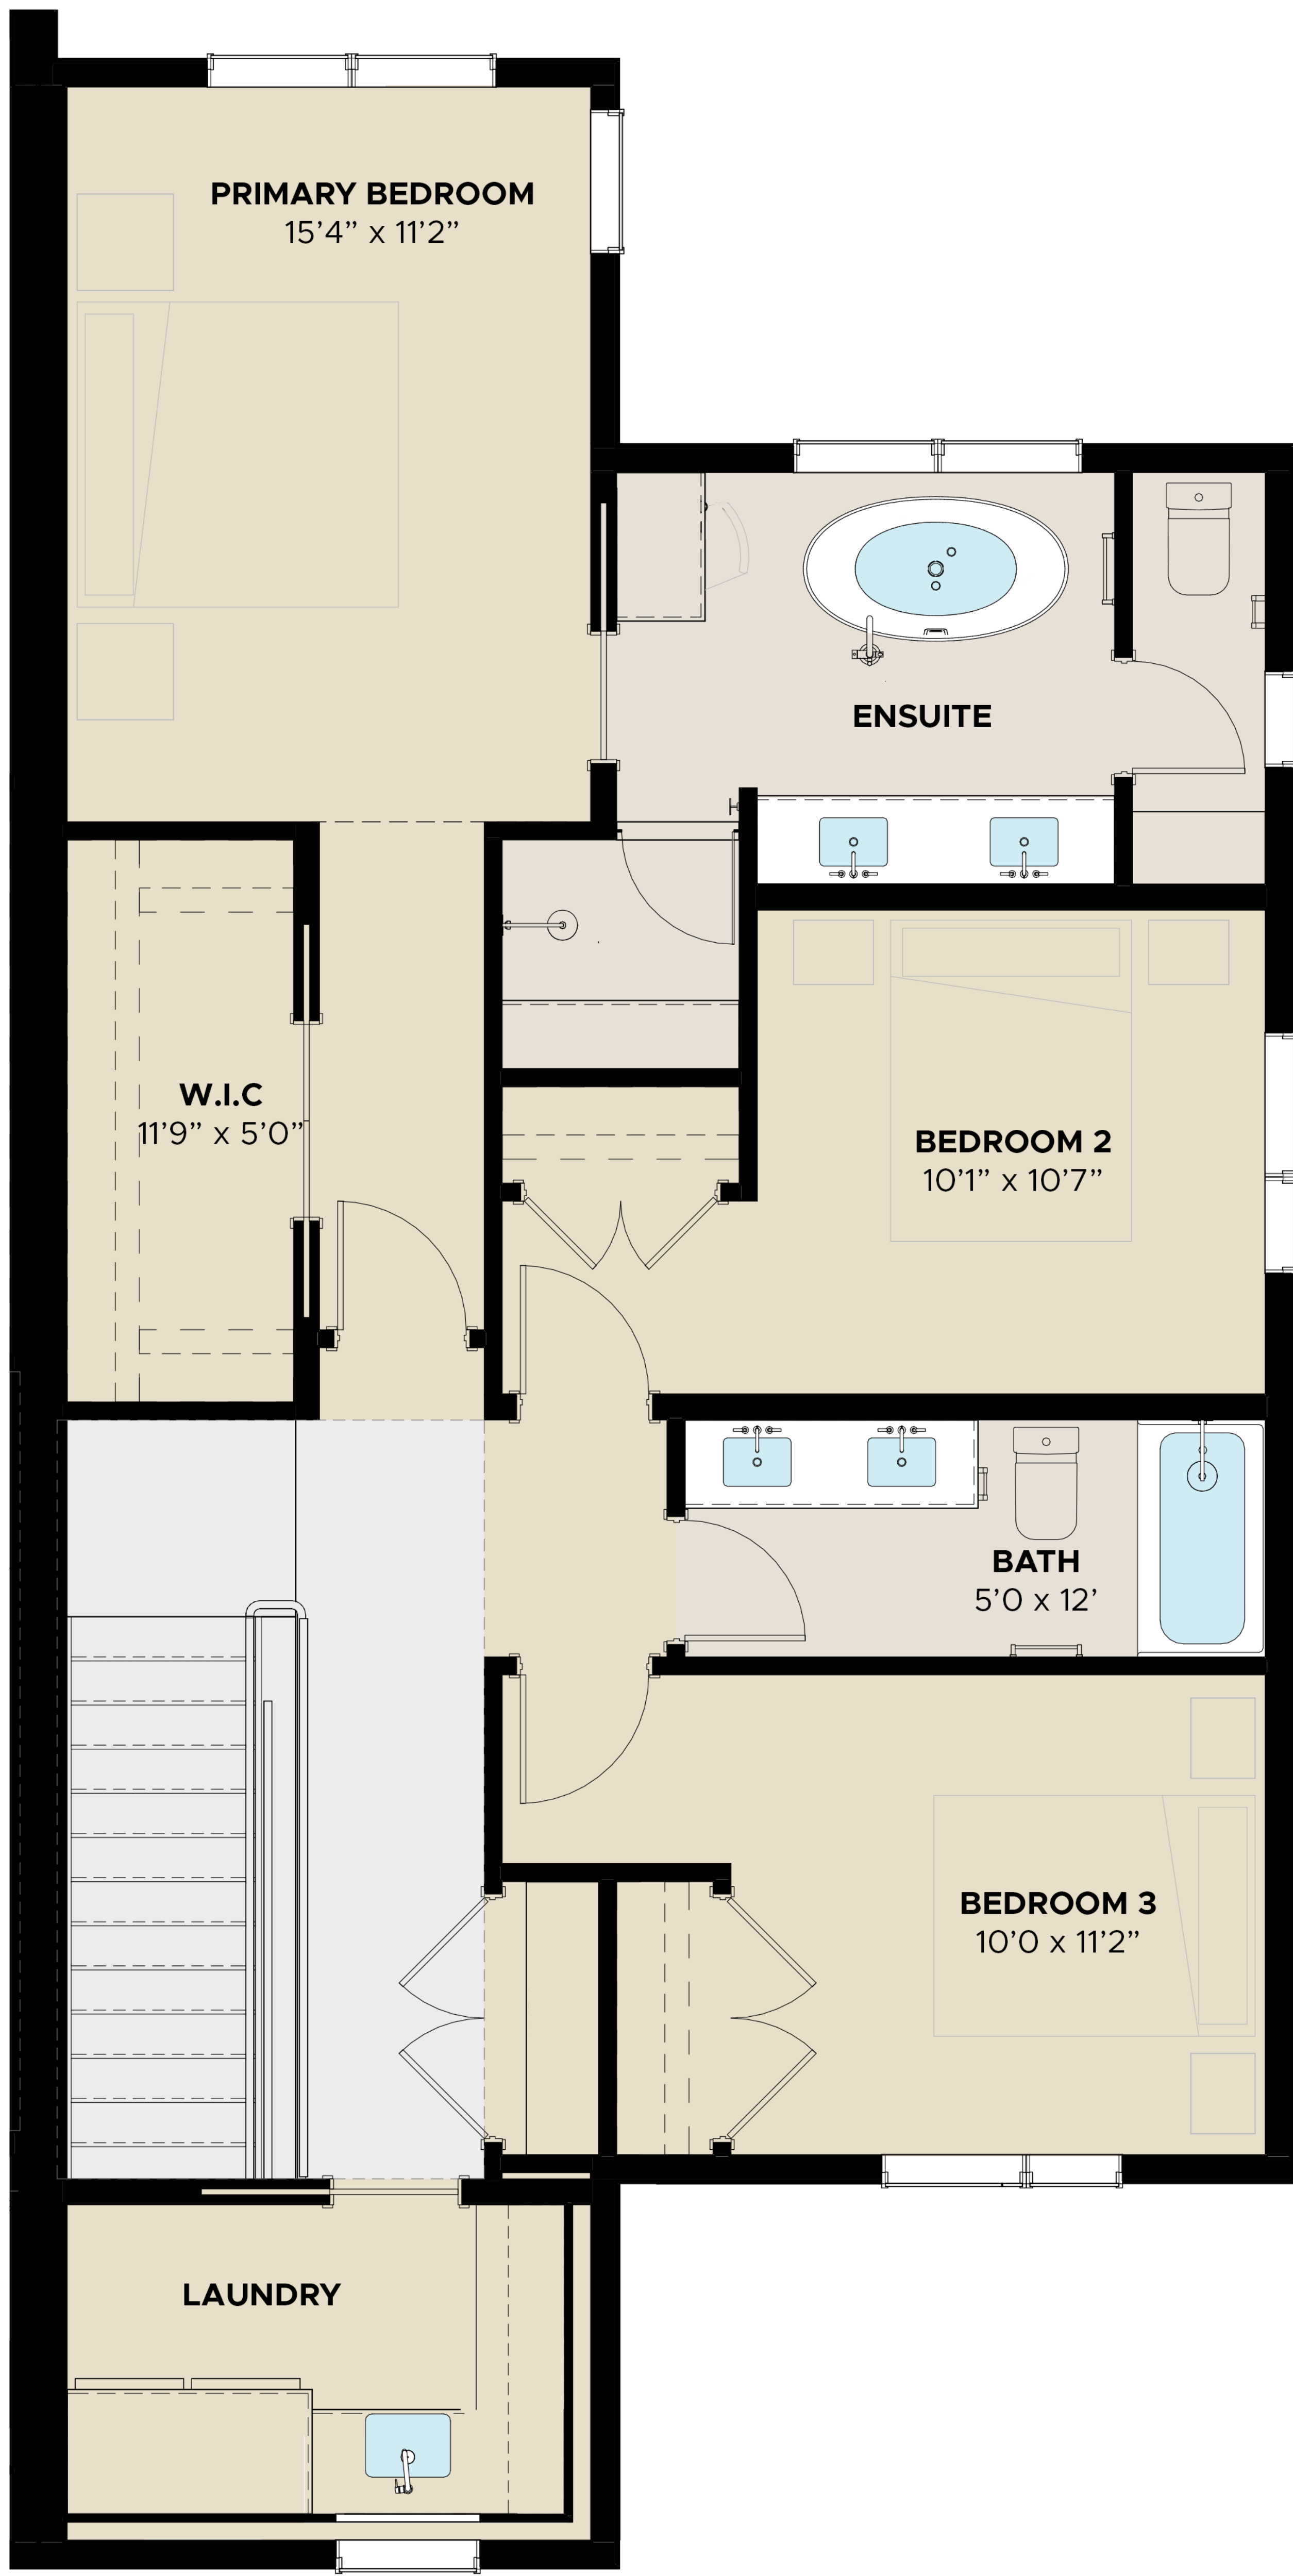 PRIMARY BEDROOM
15’4” x 11’2”
ENSUITE
W.I.C
11’9” x 5’0”
BEDROOM 2
10’1” x 10’7”
BATH
5’0 x 12’
BEDROOM 3
10’0 x 11’2”
LAUNDRY